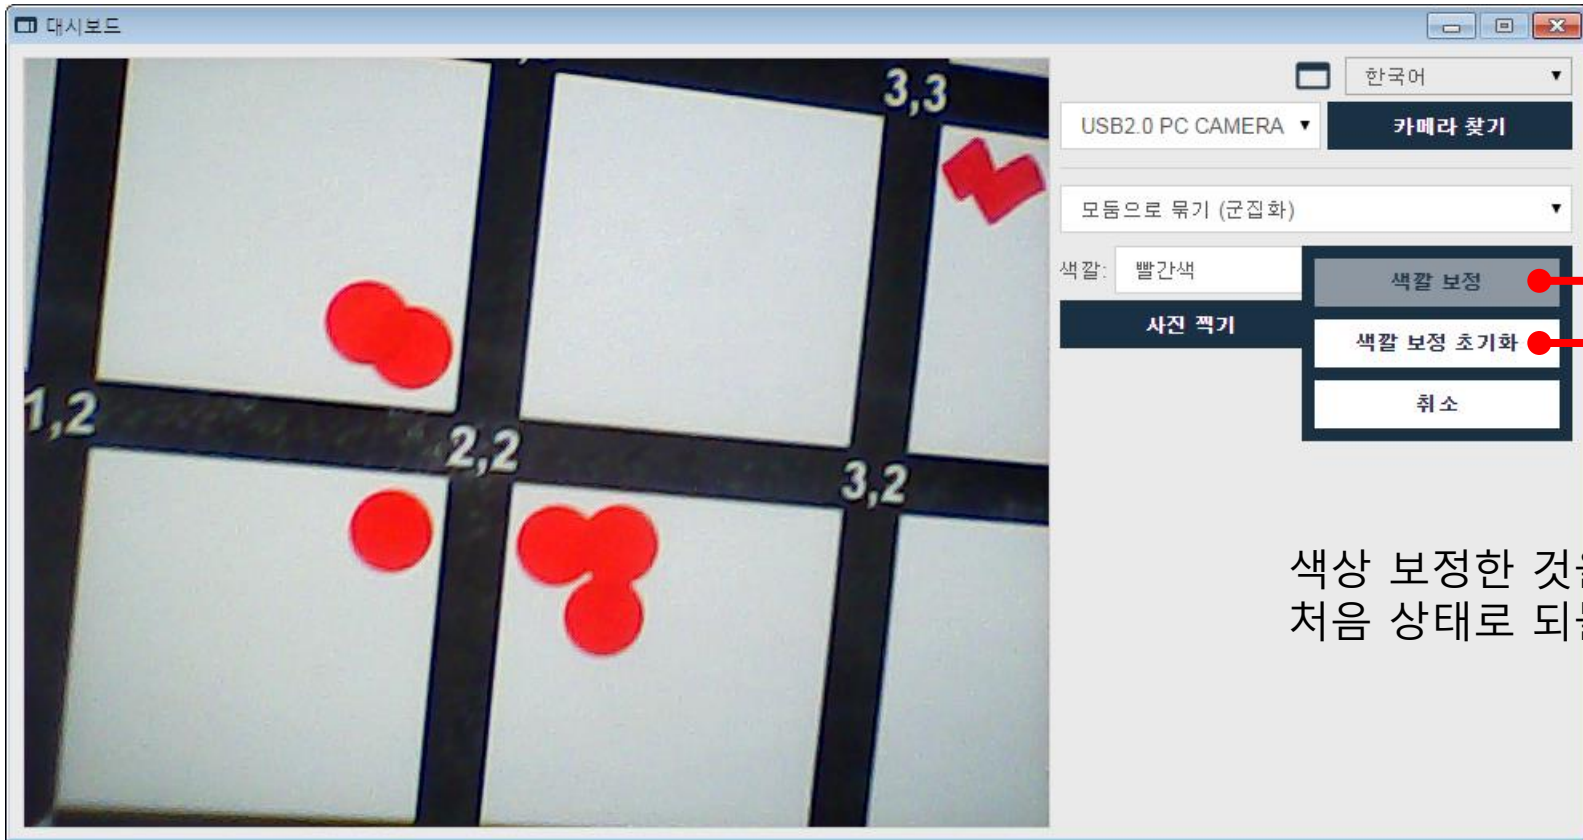 대시보드
한국어
USB2.0 PC CAMERA
카메라 찾기
모둠으로 묶기 (군집화)
색깔: 빨간색
색깔 보정
사진 찍기
색깔 보정 초기화
취소
3,3
1,2
2,2
3,2
색상 보정한
처음 상태로